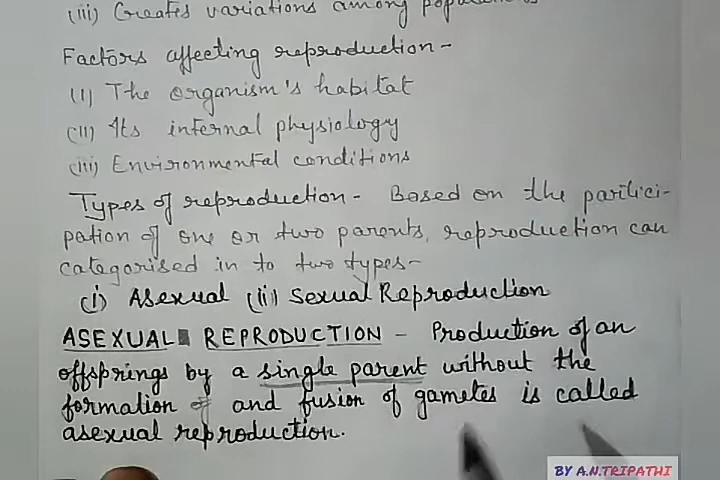 (iii) Creates variations among
Factors affecting reproduction -
(I) The organism's habitat
(II) Its internal physiology
(iii) Environmental conditions
Types of reproduction - Based on the partici-
pation of one or two parents, reproduction can
categorised in to two types -
(i) Asexual (ii) Sexual Reproduction
ASEXUAL REPRODUCTION - Production of an
offsprings by a single parent without the
formation of and fusion of gametes is called
asexual reproduction.
BY A.N.TRIPATHI